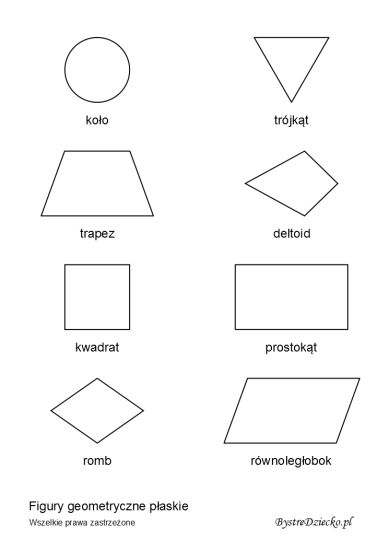 koło
trójkąt
trapez
deltoid
kwadrat
prostokąt
romb
równoległobok
Figury geometryczne płaskie
Wszelkie prawa zastrzeżone
BystreDziecko.pl